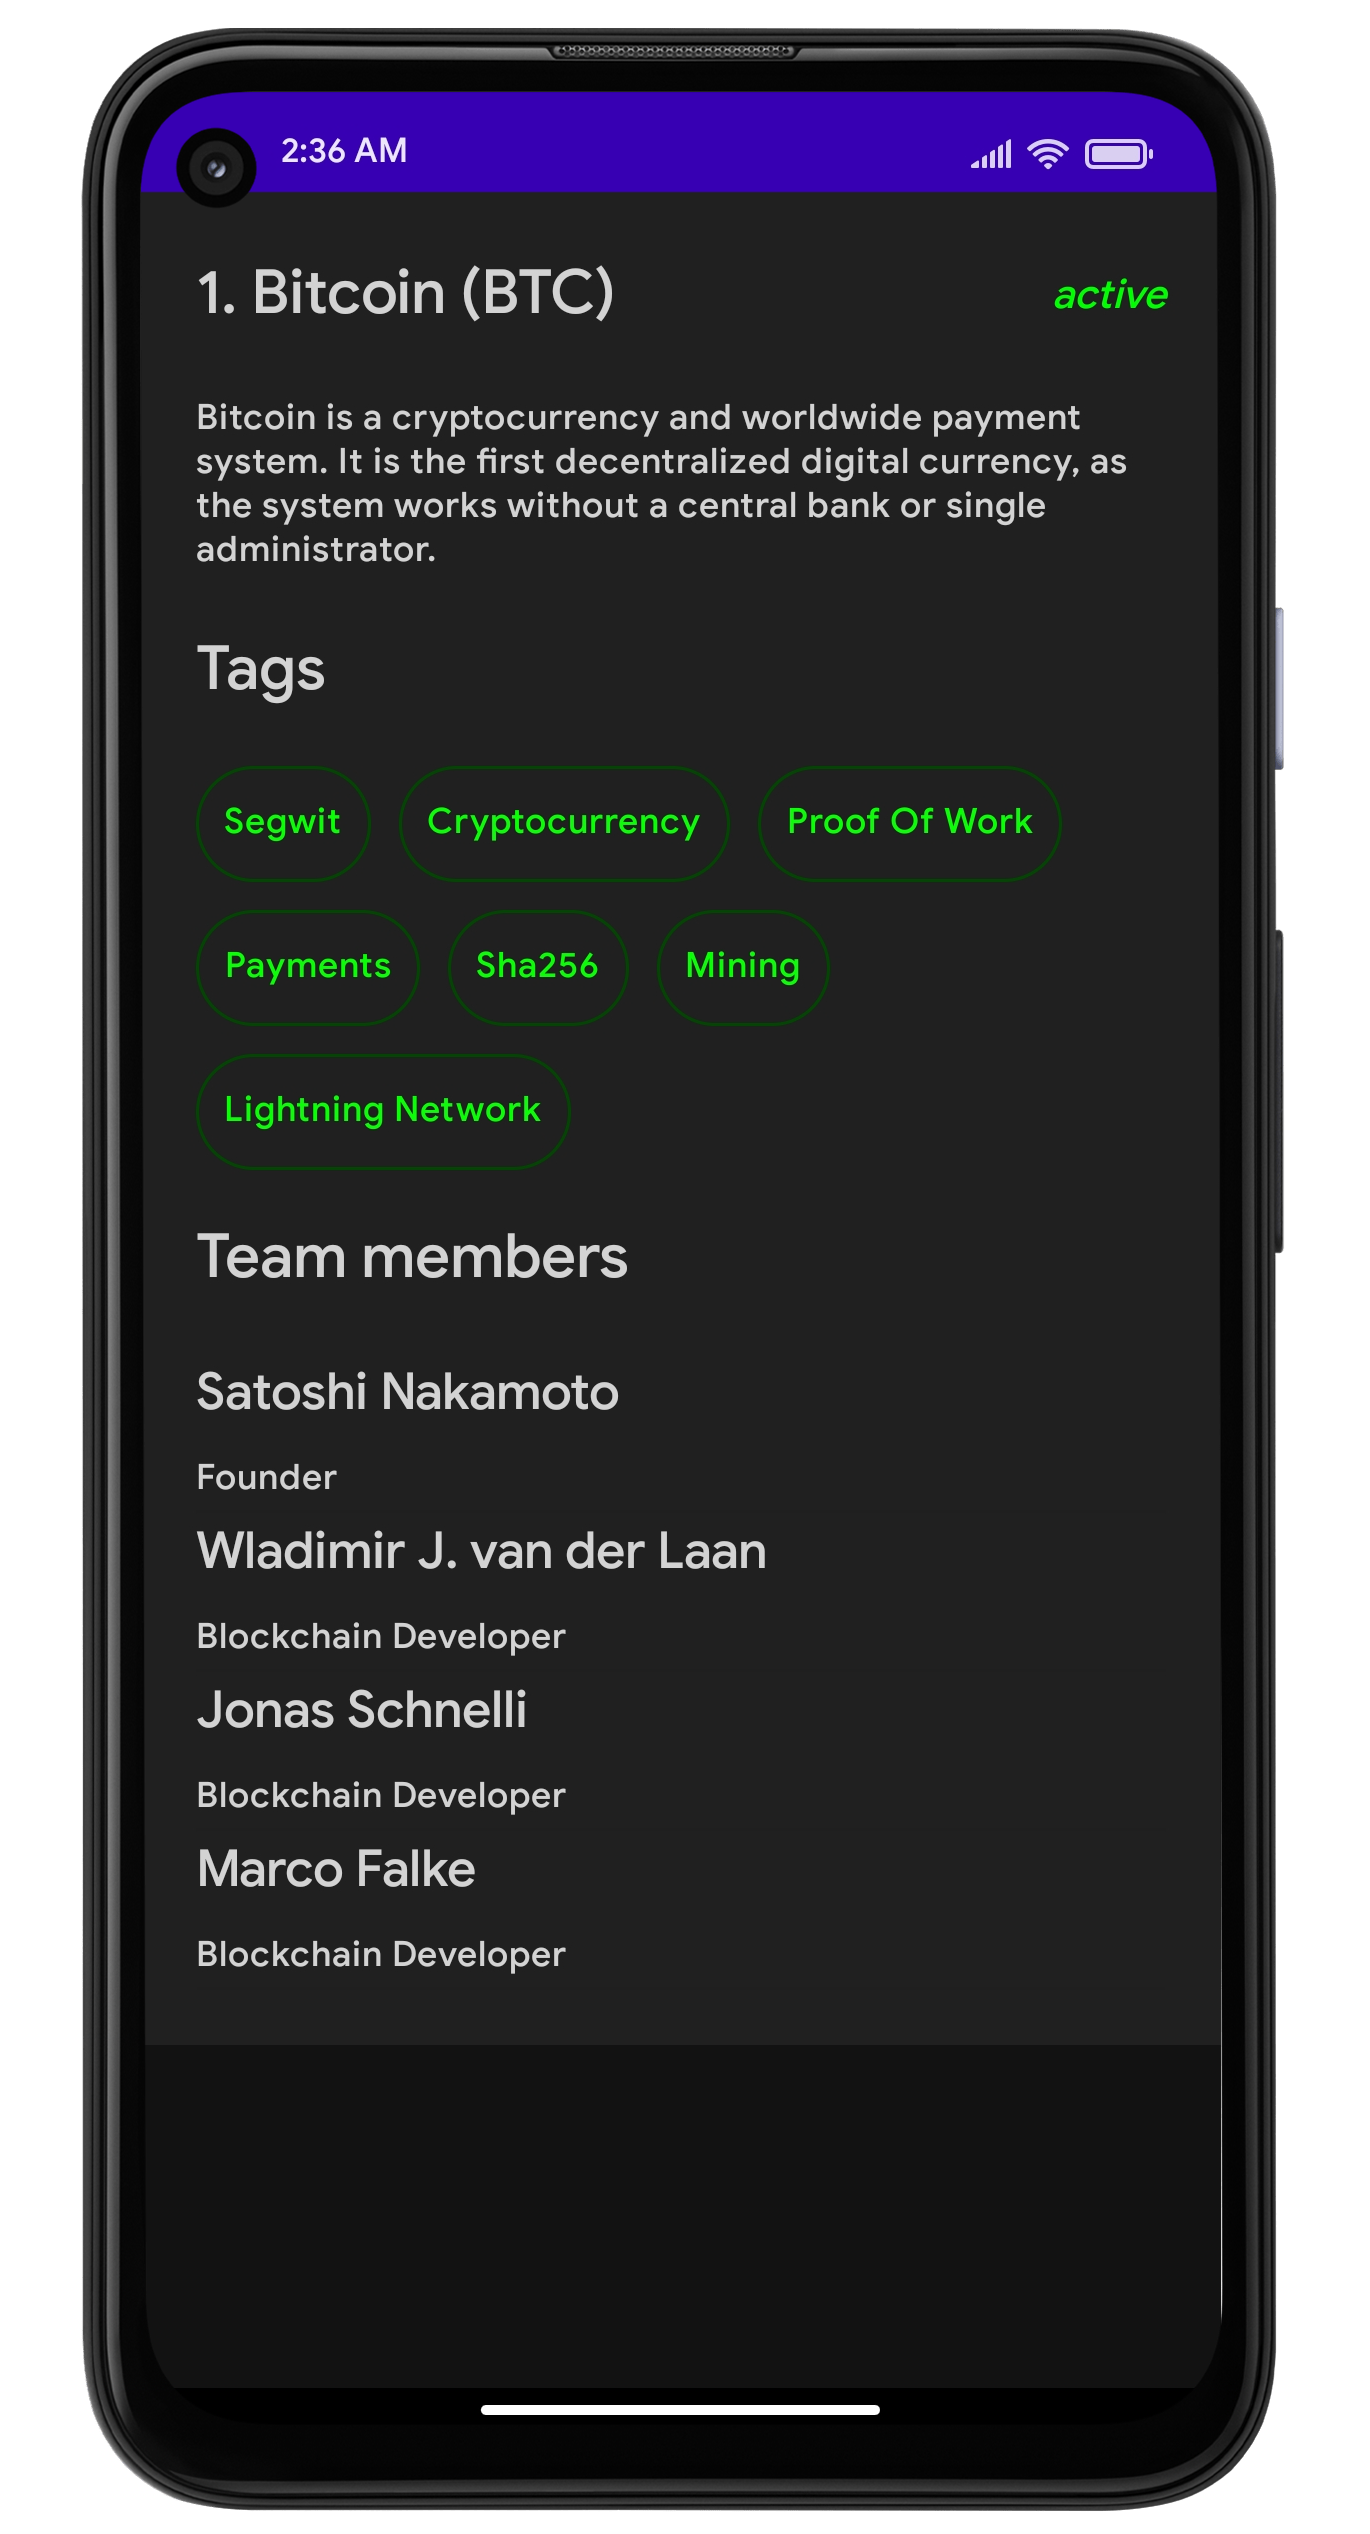 2:36 AM
1. Bitcoin (BTC)
active
Bitcoin is a cryptocurrency and worldwide payment
system. It is the first decentralized digital currency, as
the system works without a central bank or single
administrator.
Tags
Segwit
Cryptocurrency
Proof Of Work
Payments
Sha256
Mining
Lightning Network
Team members
Satoshi Nakamoto
Founder
Wladimir J. van der Laan
Blockchain Developer
Jonas Schnelli
Blockchain Developer
Marco Falke
Blockchain Developer